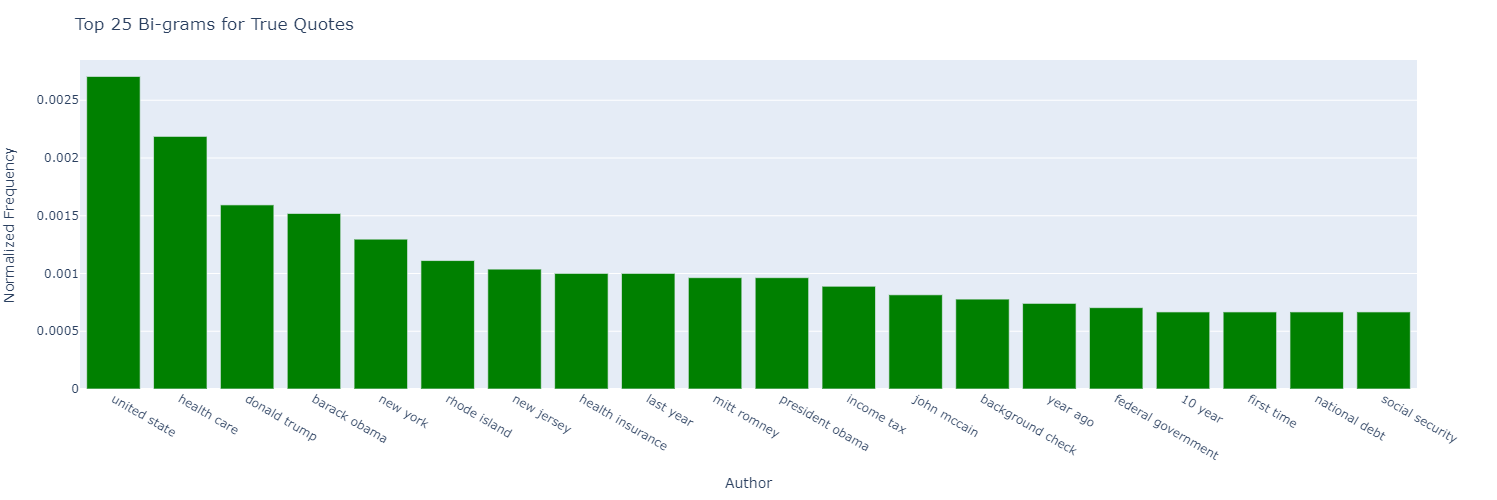 Top 25 Bi-grams for True Quotes
Normalized Frequency
0.0025
0.002
0.0015
0.001
0.0005
0
united state
health care
donald trump
barack obama
new york
rhode island
new jersey
health insurance
last year
mitt romney
president obama
income tax
john mccain
background check
year ago
federal government
10 year
first time
national debt
social security
Author